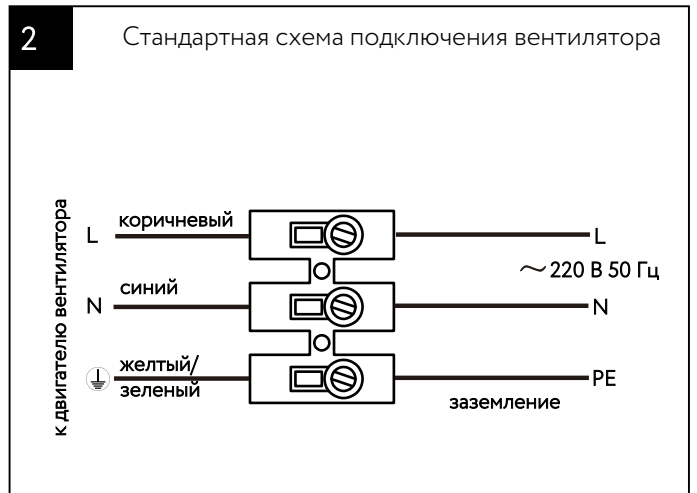 2
Стандартная схема подключения вентилятора
к двигателю вентилятора
L
коричневый
L
~ 220 В 50 Гц
N
синий
N
желтый/
зеленый
PE
заземление